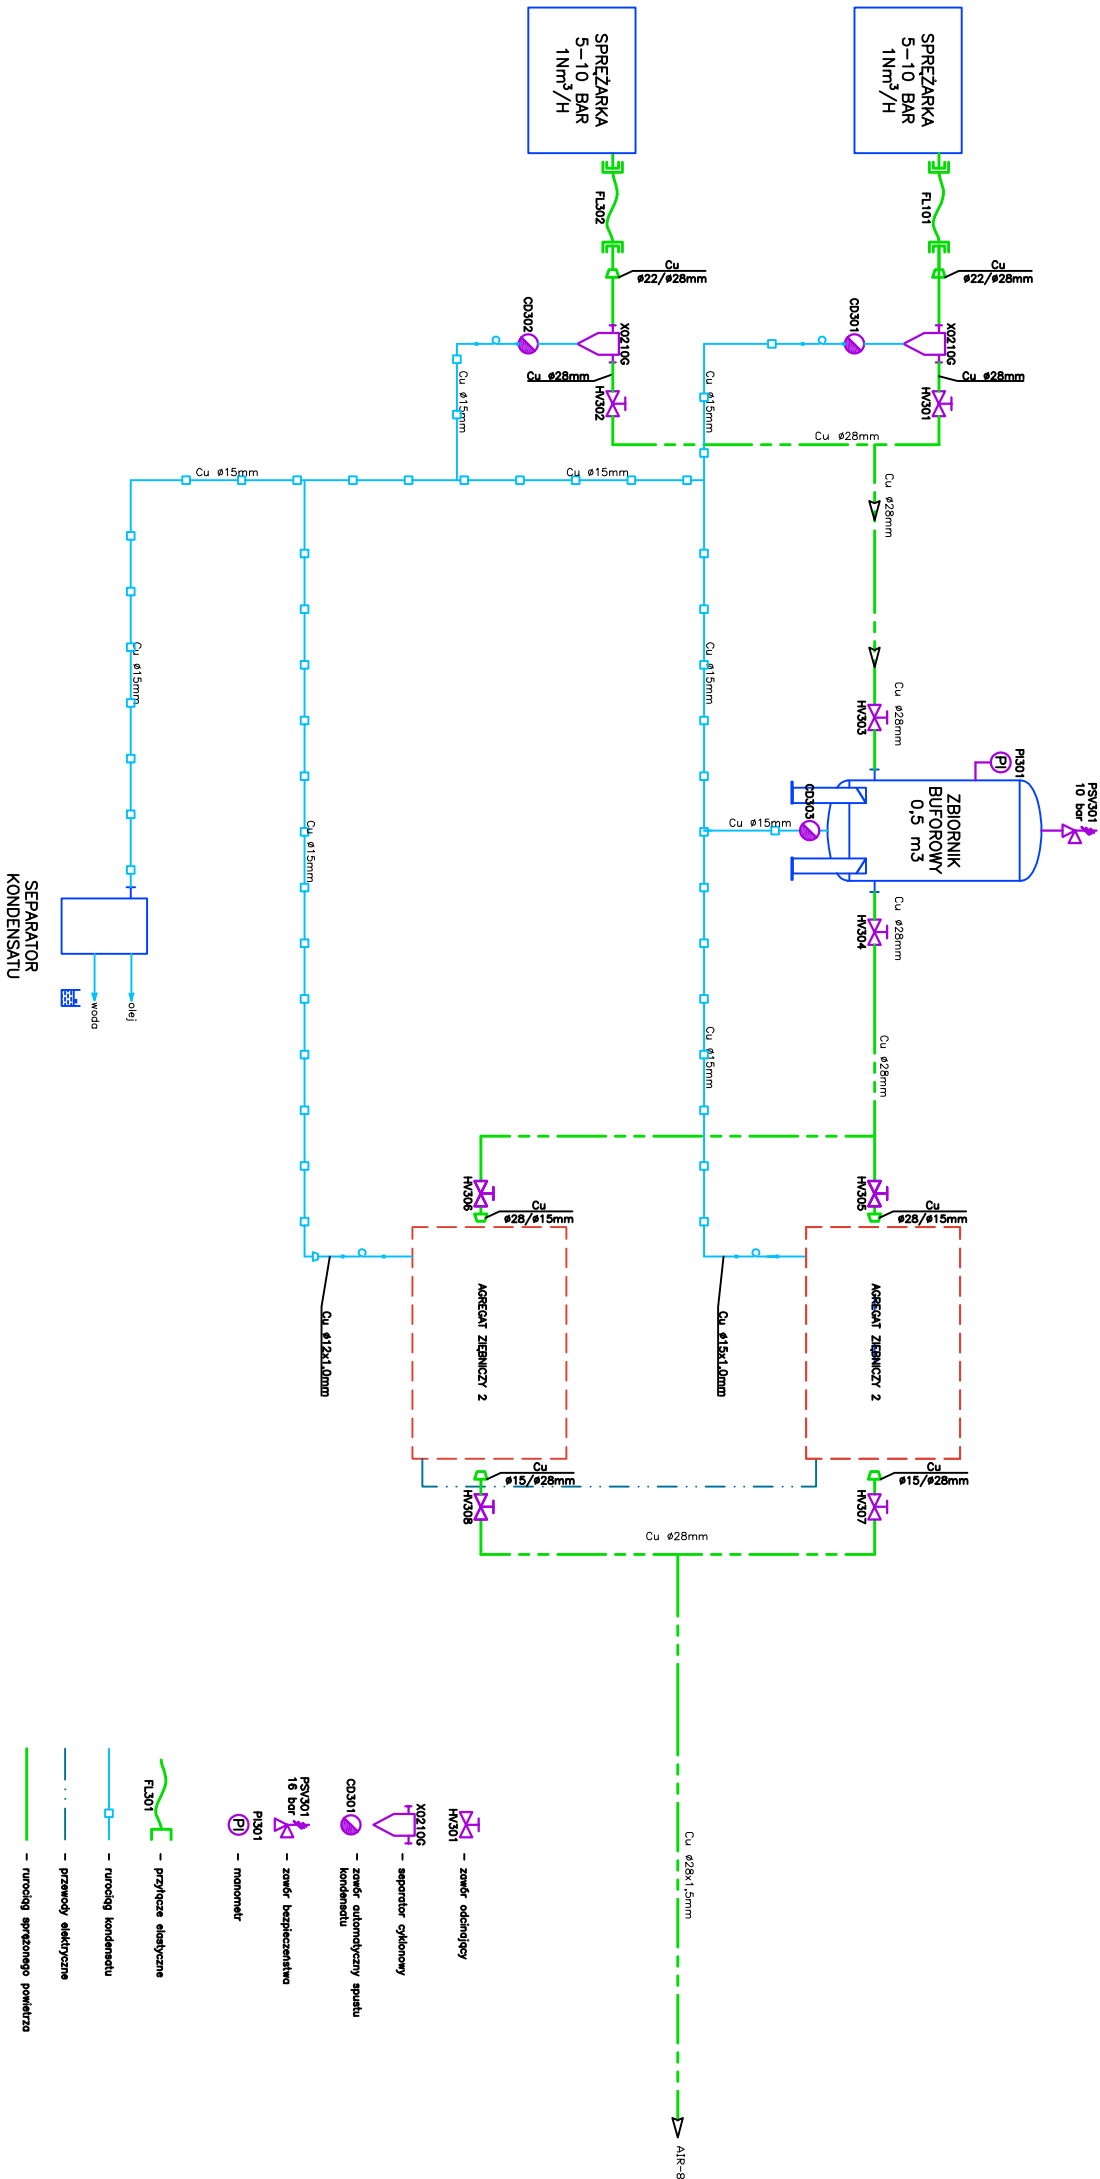 SPRĘŻARKA
5-10 BAR
1Nm³/H
FL101
Cu
ø22/ø28mm
CD301
X0210G
Cu ø28mm
HV301
SPRĘŻARKA
5-10 BAR
1Nm³/H
FL302
Cu
ø22/ø28mm
CD302
X0210G
Cu ø28mm
HV302
Cu ø28mm
Cu ø15mm
Cu ø15mm
Cu ø15mm
Cu ø15mm
Cu ø28mm
Cu ø28mm
HV303
PI301
PI
PSV301
10 bar
ZBIORNIK
BUFOROWY
0,5 m3
CD303
Cu ø15mm
Cu ø28mm
HV304
Cu ø15mm
Cu ø15mm
Cu ø15mm
Cu ø15mm
Cu ø28mm
SEPARATOR
KONDENSATU
olej
woda
HV305
Cu
ø28/ø15mm
HV306
Cu
ø28/ø15mm
AGREGAT ZIĘBNICZY 2
AGREGAT ZIĘBNICZY 2
Cu ø15x1.0mm
Cu ø12x1.0mm
Cu
ø15/ø28mm
HV307
Cu
ø15/ø28mm
HV308
Cu ø28mm
Cu ø28x1,5mm
AIR-8
HV301
- zawór odcinający
X0210G
- separator cyklonowy
CD301
- zawór automatyczny spustu
kondensatu
PSV301
16 bar
- zawór bezpieczeństwa
PI301
PI
- manometr
FL301
- przyłącze elastyczne
- rurociąg kondensatu
- przewody elektryczne
- rurociąg sprężonego powietrza